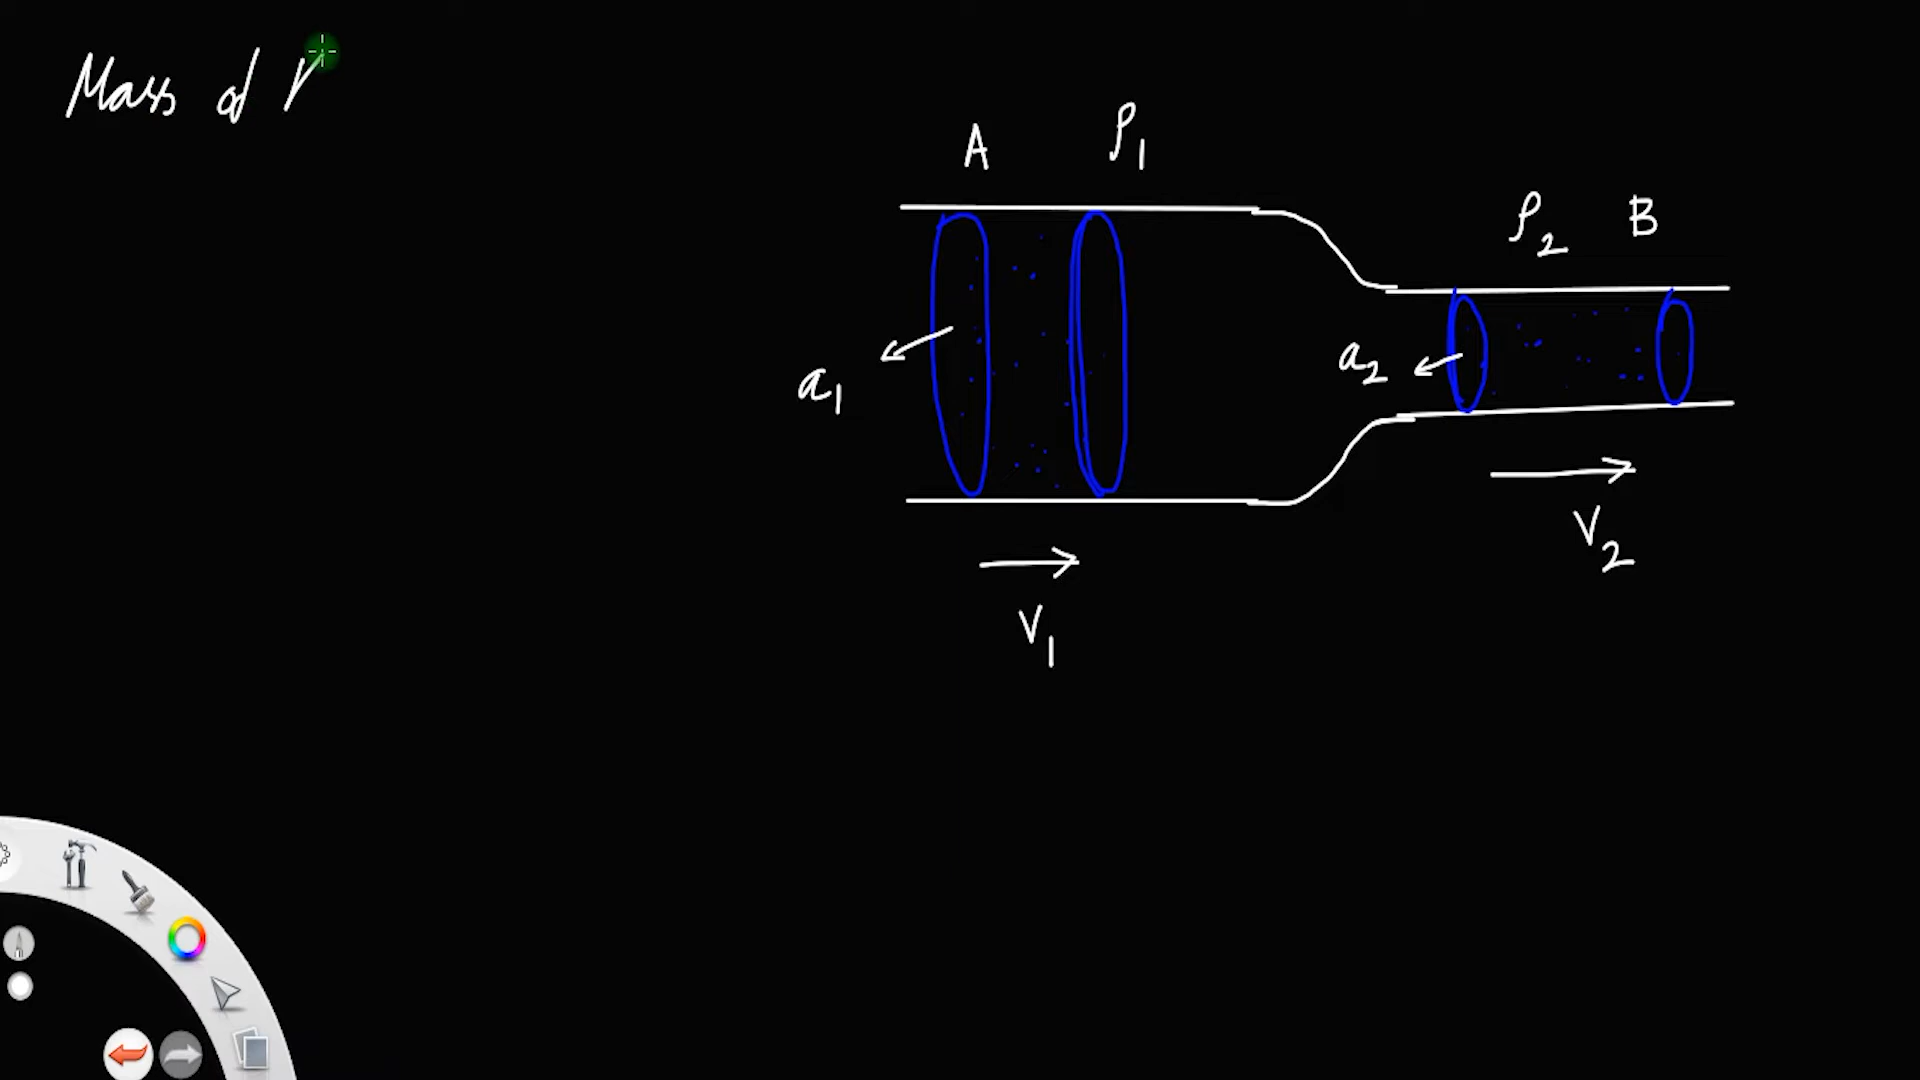 Mass of
A ρ₁
ρ₂ B
a₁
a₂
V₂
V₁